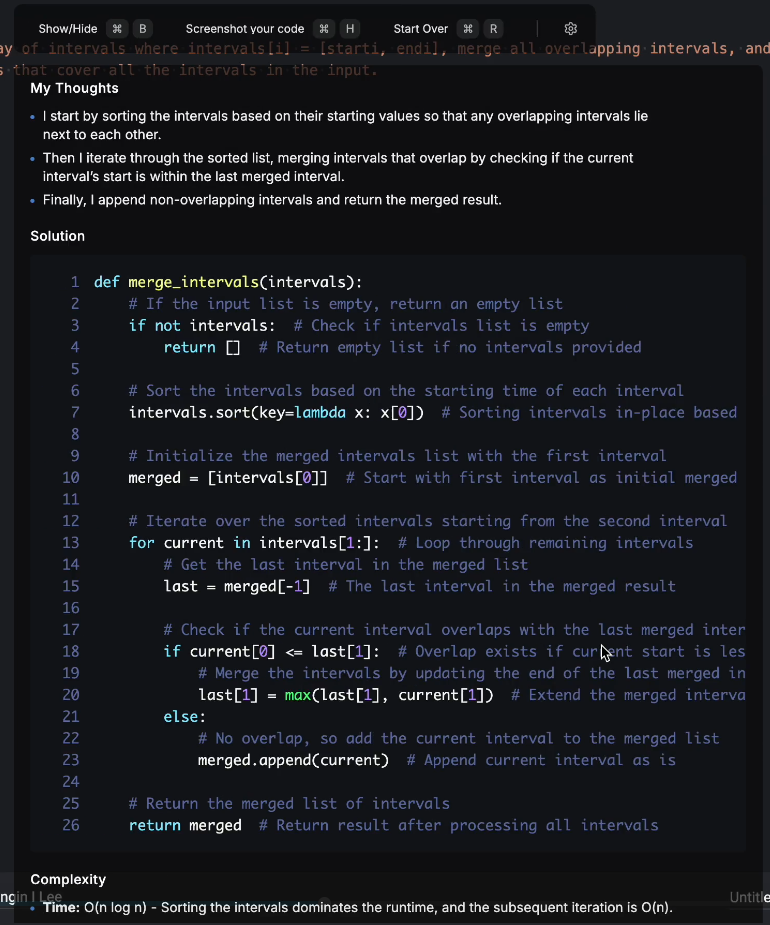 Show/Hide ⌘ B Screenshot your code ⌘ H Start Over ⌘ R
ay of intervals where intervals[i] = [starti, endi], merge all overlapping intervals, and
s that cover all the intervals in the input.
My Thoughts
• I start by sorting the intervals based on their starting values so that any overlapping intervals lie
next to each other.
• Then I iterate through the sorted list, merging intervals that overlap by checking if the current
interval's start is within the last merged interval.
• Finally, I append non-overlapping intervals and return the merged result.
Solution
1 def merge_intervals(intervals):
2 # If the input list is empty, return an empty list
3 if not intervals: # Check if intervals list is empty
4 return [] # Return empty list if no intervals provided
5
6 # Sort the intervals based on the starting time of each interval
7 intervals.sort(key=lambda x: x[0]) # Sorting intervals in-place based
8
9 # Initialize the merged intervals list with the first interval
10 merged = [intervals[0]] # Start with first interval as initial merged
11
12 # Iterate over the sorted intervals starting from the second interval
13 for current in intervals[1:]: # Loop through remaining intervals
14 # Get the last interval in the merged list
15 last = merged[-1] # The last interval in the merged result
16
17 # Check if the current interval overlaps with the last merged inter
18 if current[0] <= last[1]: # Overlap exists if current start is les
19 # Merge the intervals by updating the end of the last merged in
20 last[1] = max(last[1], current[1]) # Extend the merged interva
21 else:
22 # No overlap, so add the current interval to the merged list
23 merged.append(current) # Append current interval as is
24
25 # Return the merged list of intervals
26 return merged # Return result after processing all intervals
Complexity
ngin | Lee Untitle
• Time: O(n log n) - Sorting the intervals dominates the runtime, and the subsequent iteration is O(n).